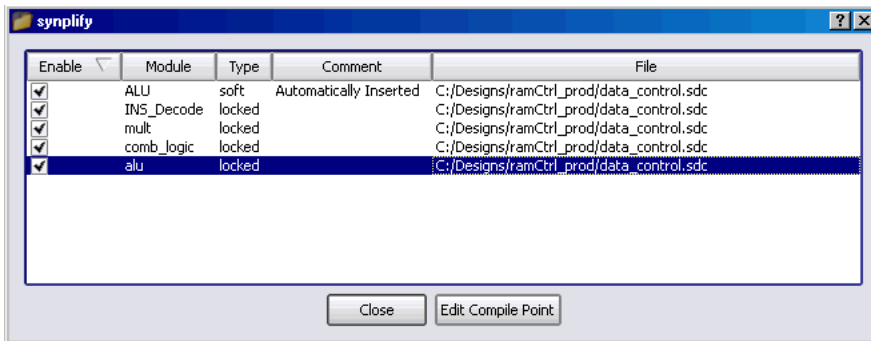 synplify
Enable Module Type Comment File
ALU soft Automatically Inserted C:/Designs/ramCtrl_prod/data_control.sdc
INS_Decode locked C:/Designs/ramCtrl_prod/data_control.sdc
mult locked C:/Designs/ramCtrl_prod/data_control.sdc
comb_logic locked C:/Designs/ramCtrl_prod/data_control.sdc
alu locked C:/Designs/ramCtrl_prod/data_control.sdc
Close Edit Compile Point